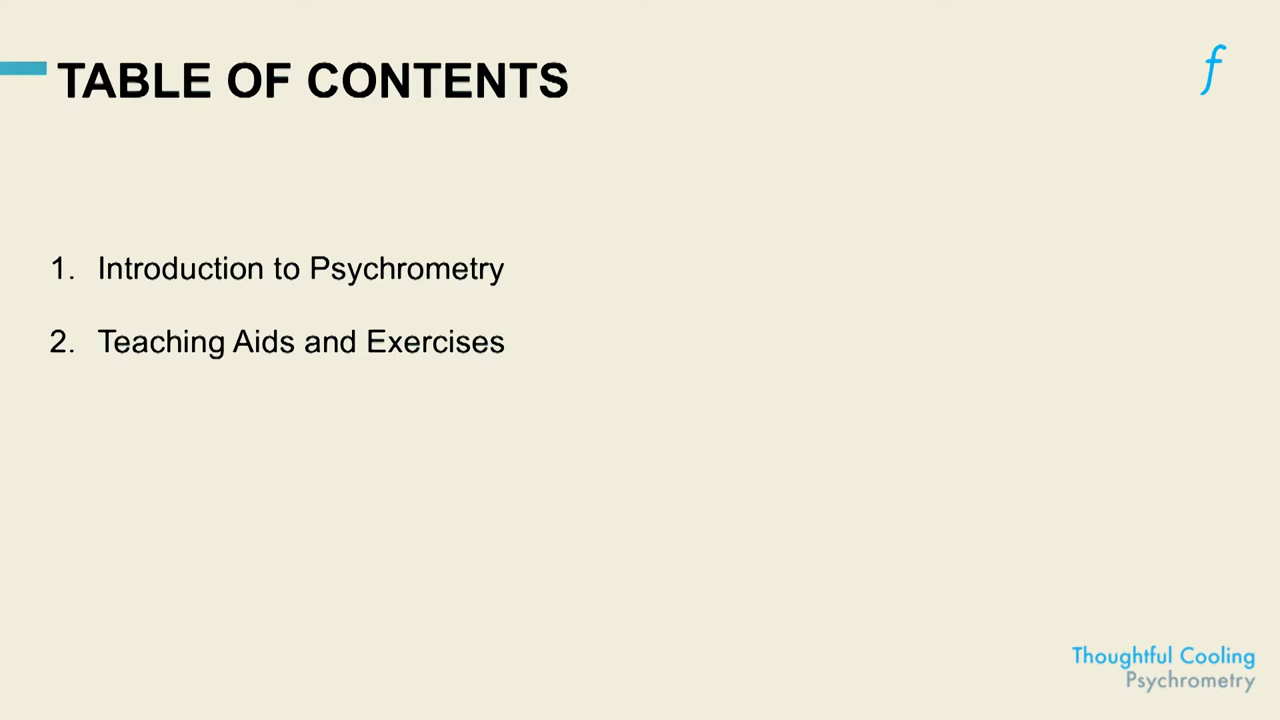 TABLE OF CONTENTS
f
1. Introduction to Psychrometry
2. Teaching Aids and Exercises
Thoughtful Cooling
Psychrometry